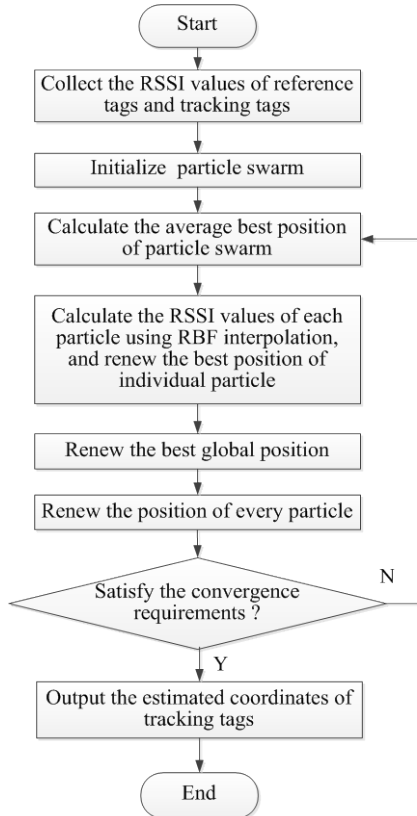 Start
Collect the RSSI values of reference
tags and tracking tags
Initialize particle swarm
Calculate the average best position
of particle swarm
Calculate the RSSI values of each
particle using RBF interpolation,
and renew the best position of
individual particle
Renew the best global position
Renew the position of every particle
Satisfy the convergence
requirements ?
N
Y
Output the estimated coordinates of
tracking tags
End